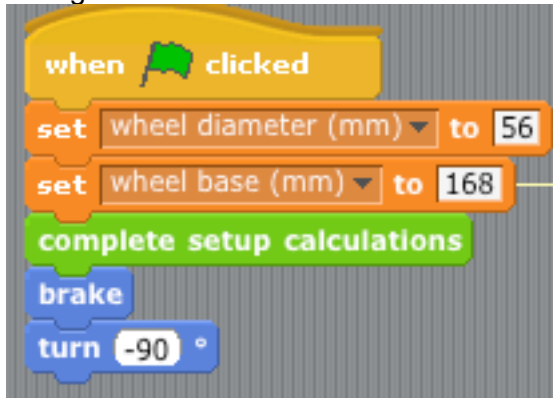 when clicked
set wheel diameter (mm) to 56
set wheel base (mm) to 168
complete setup calculations
brake
turn -90 °